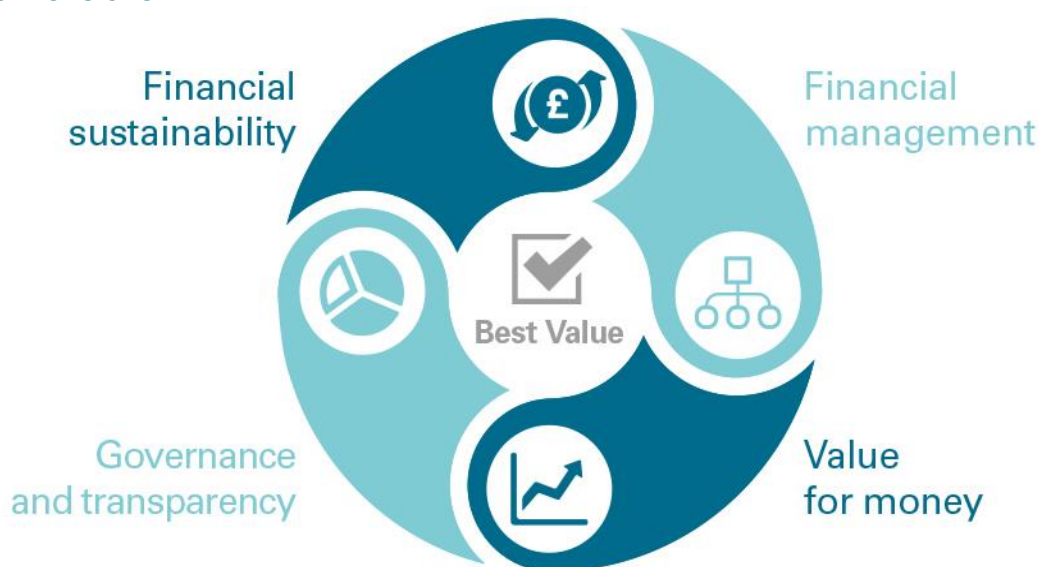 Financial
sustainability
Financial
management
£
Best Value
Governance
and transparency
Value
for money